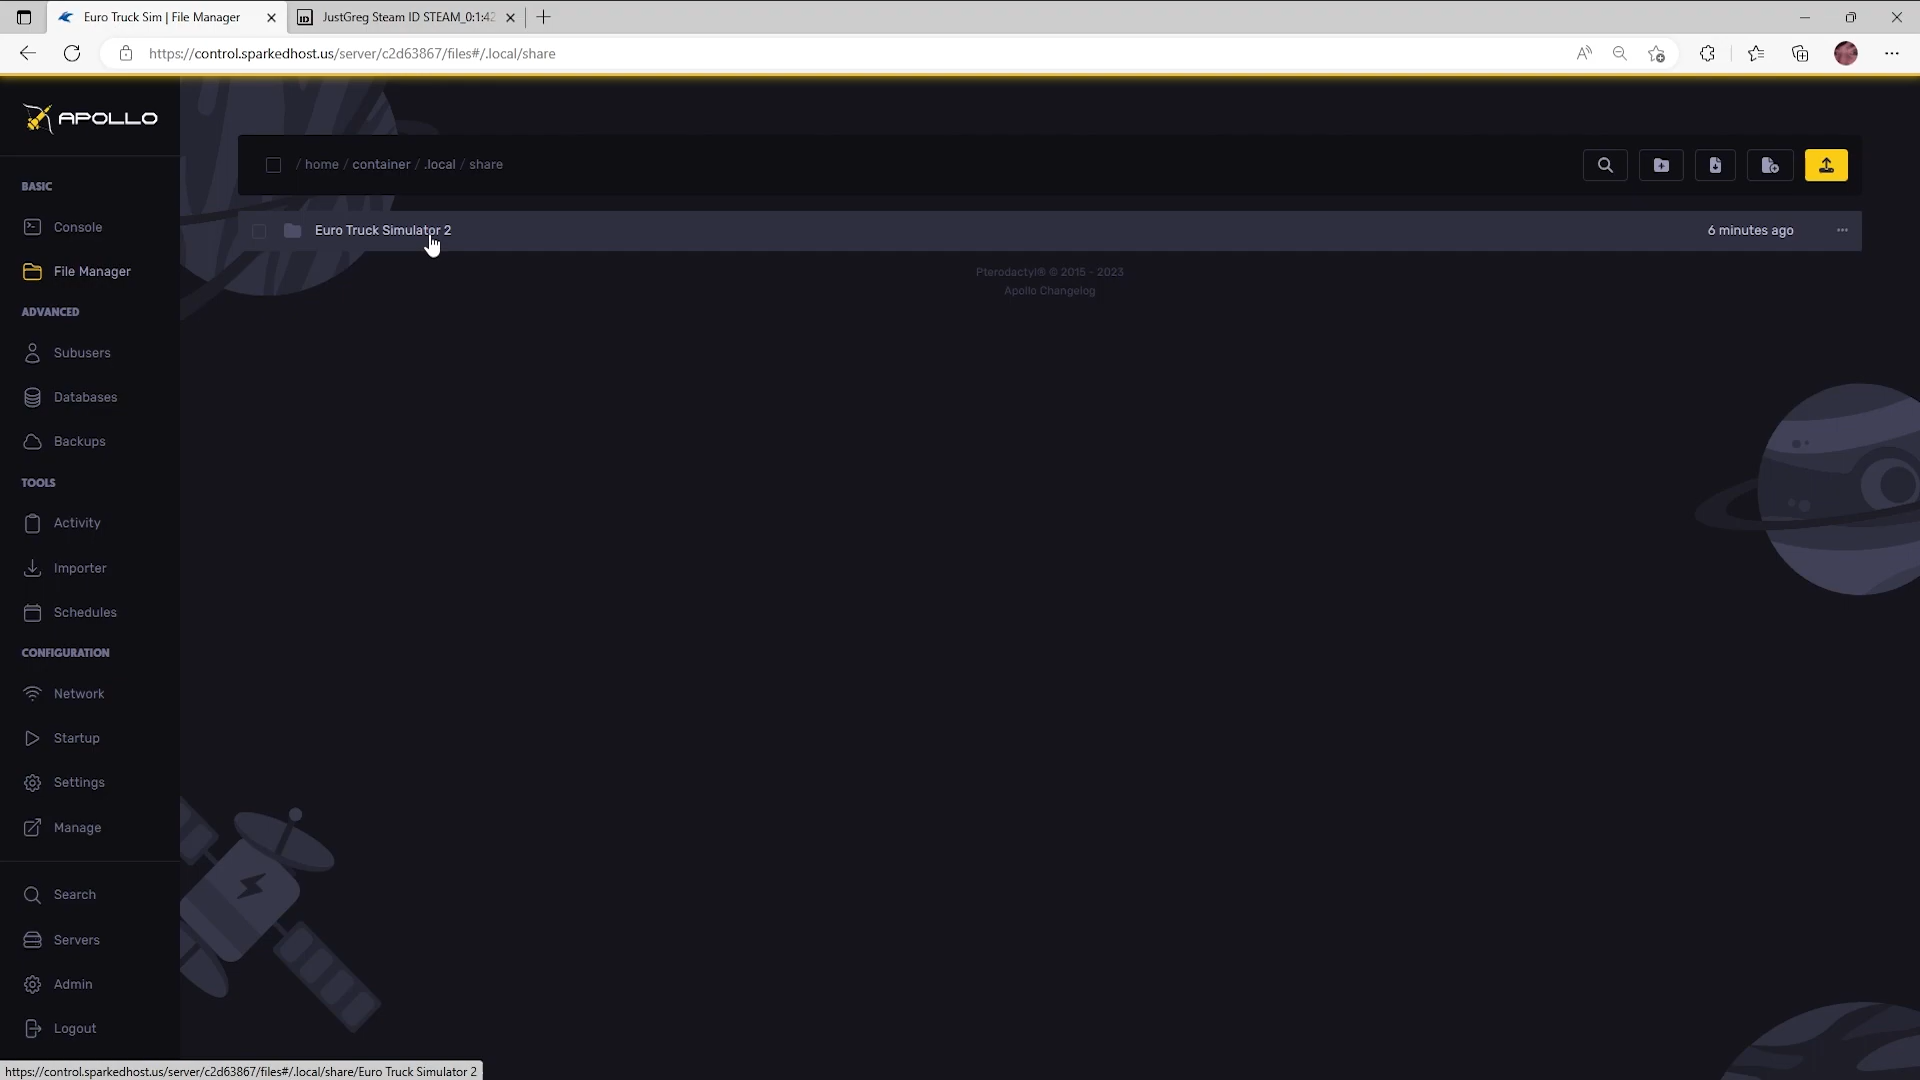 Euro Truck Sim | File Manager
JustGreg Steam ID STEAM_0:1:42
https://control.sparkedhost.us/server/c2d63867/files#/.local/share
APOLLO
/ home / container / .local / share
BASIC
Console
Euro Truck Simulator 2
6 minutes ago
File Manager
Pterodactyl® © 2015 - 2023
Apollo Changelog
ADVANCED
Subusers
Databases
Backups
TOOLS
Activity
Importer
Schedules
CONFIGURATION
Network
Startup
Settings
Manage
Search
Servers
Admin
Logout
https://control.sparkedhost.us/server/c2d63867/files#/.local/share/Euro Truck Simulator 2